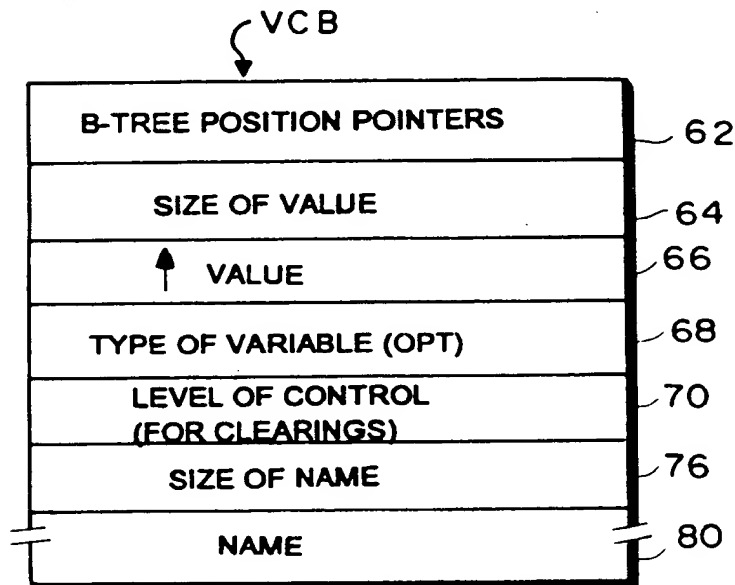 VCB
B-TREE POSITION POINTERS
62
SIZE OF VALUE
64
VALUE
66
TYPE OF VARIABLE (OPT)
68
LEVEL OF CONTROL
(FOR CLEARINGS)
70
SIZE OF NAME
76
NAME
80